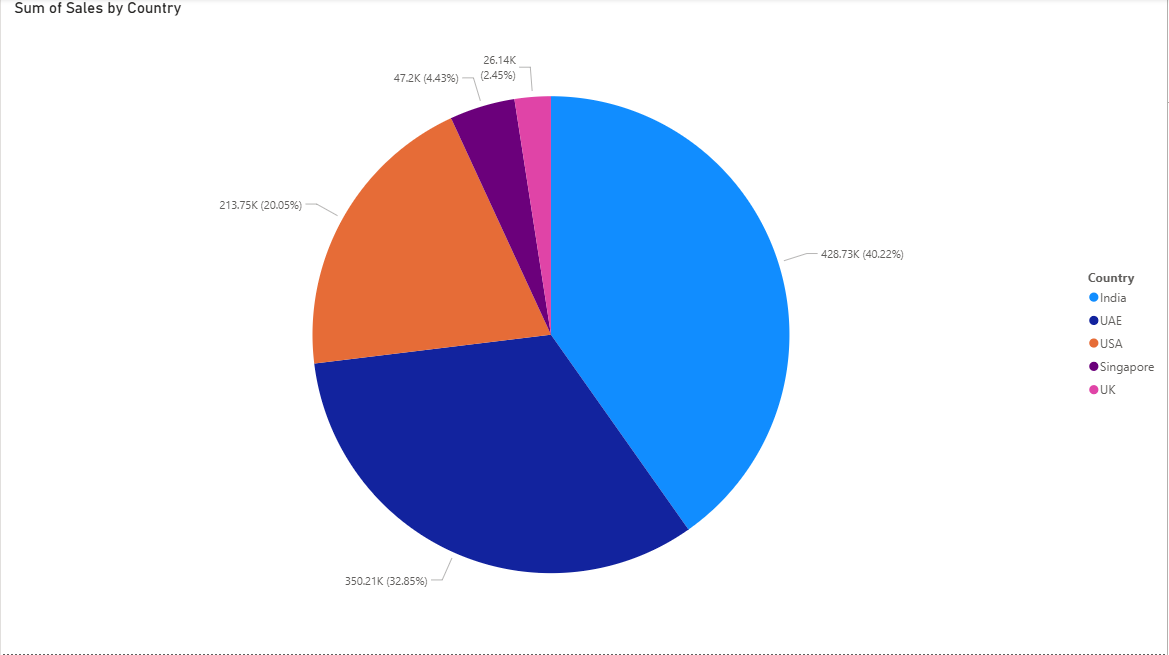 Sum of Sales by Country
26.14K
(2.45%)
47.2K (4.43%)
213.75K (20.05%)
428.73K (40.22%)
350.21K (32.85%)
Country
India
UAE
USA
Singapore
UK